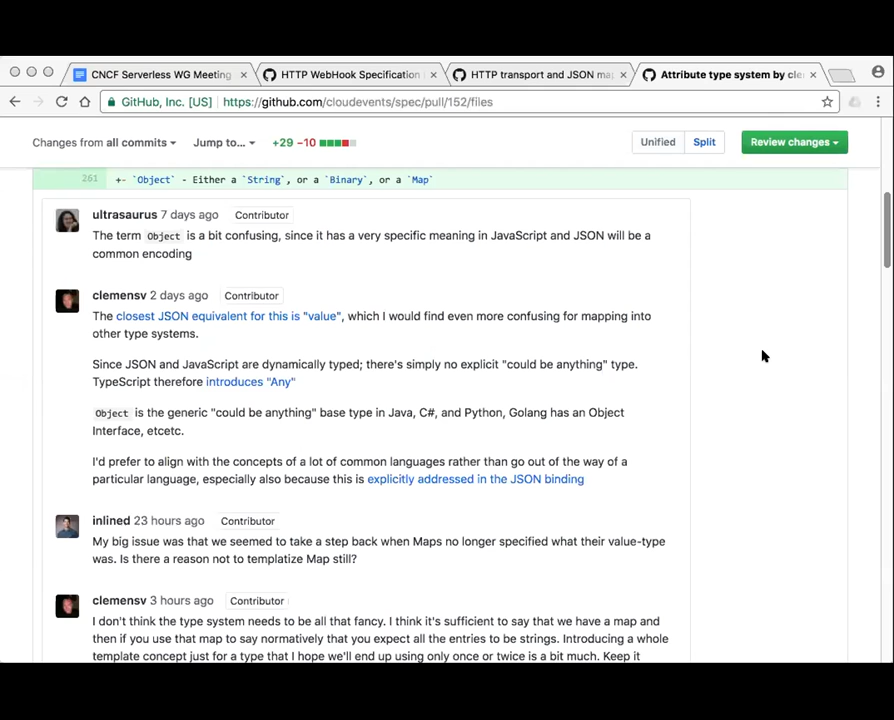 CNCF Serverless WG Meeting × HTTP WebHook Specification × HTTP transport and JSON ma × Attribute type system by cle ×
GitHub, Inc. [US] https://github.com/cloudevents/spec/pull/152/files
Changes from all commits Jump to... +29 −10 Unified Split Review changes
261 +- `Object` - Either a `String`, or a `Binary`, or a `Map`
ultrasaurus 7 days ago Contributor
The term Object is a bit confusing, since it has a very specific meaning in JavaScript and JSON will be a
common encoding
clemensv 2 days ago Contributor
The closest JSON equivalent for this is "value", which I would find even more confusing for mapping into
other type systems.
Since JSON and JavaScript are dynamically typed; there's simply no explicit "could be anything" type.
TypeScript therefore introduces "Any"
Object is the generic "could be anything" base type in Java, C#, and Python, Golang has an Object
Interface, etcetc.
I'd prefer to align with the concepts of a lot of common languages rather than go out of the way of a
particular language, especially also because this is explicitly addressed in the JSON binding
inlined 23 hours ago Contributor
My big issue was that we seemed to take a step back when Maps no longer specified what their value-type
was. Is there a reason not to templatize Map still?
clemensv 3 hours ago Contributor
I don't think the type system needs to be all that fancy. I think it's sufficient to say that we have a map and
then if you use that map to say normatively that you expect all the entries to be strings. Introducing a whole
template concept just for a type that I hope we'll end up using only once or twice is a bit much. Keep it